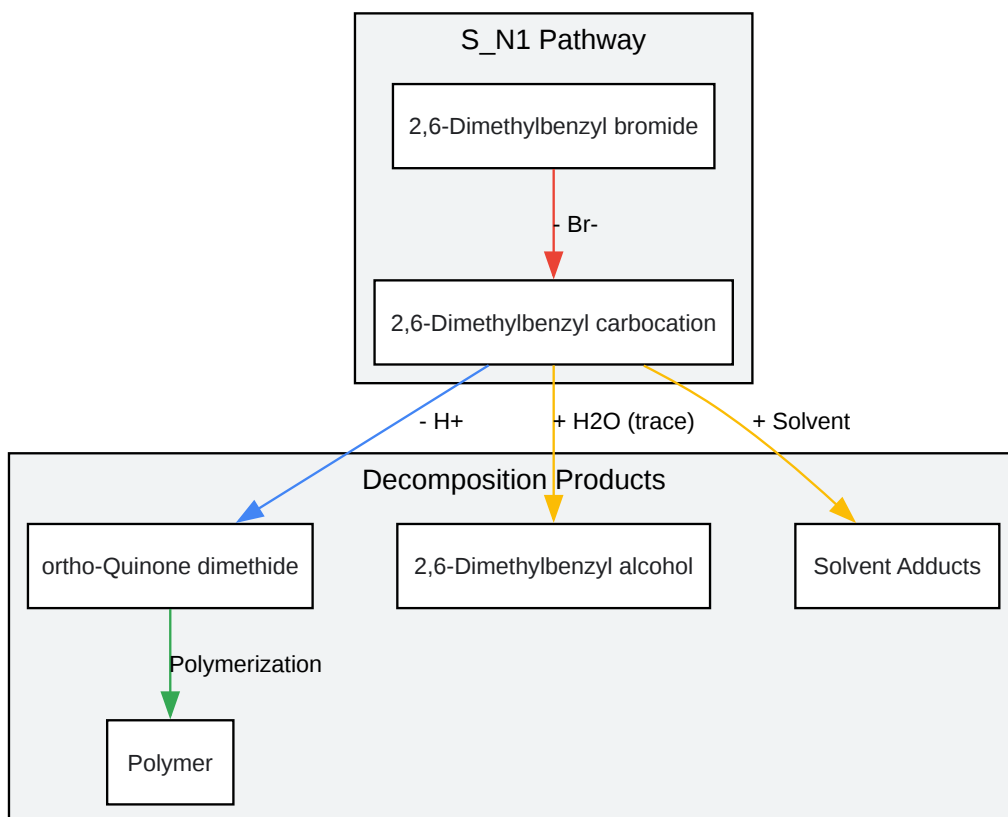 S_N1 Pathway
2,6-Dimethylbenzyl bromide
- Br-
2,6-Dimethylbenzyl carbocation
- H+
+ H2O (trace)
+ Solvent
Decomposition Products
ortho-Quinone dimethide
2,6-Dimethylbenzyl alcohol
Solvent Adducts
Polymerization
Polymer